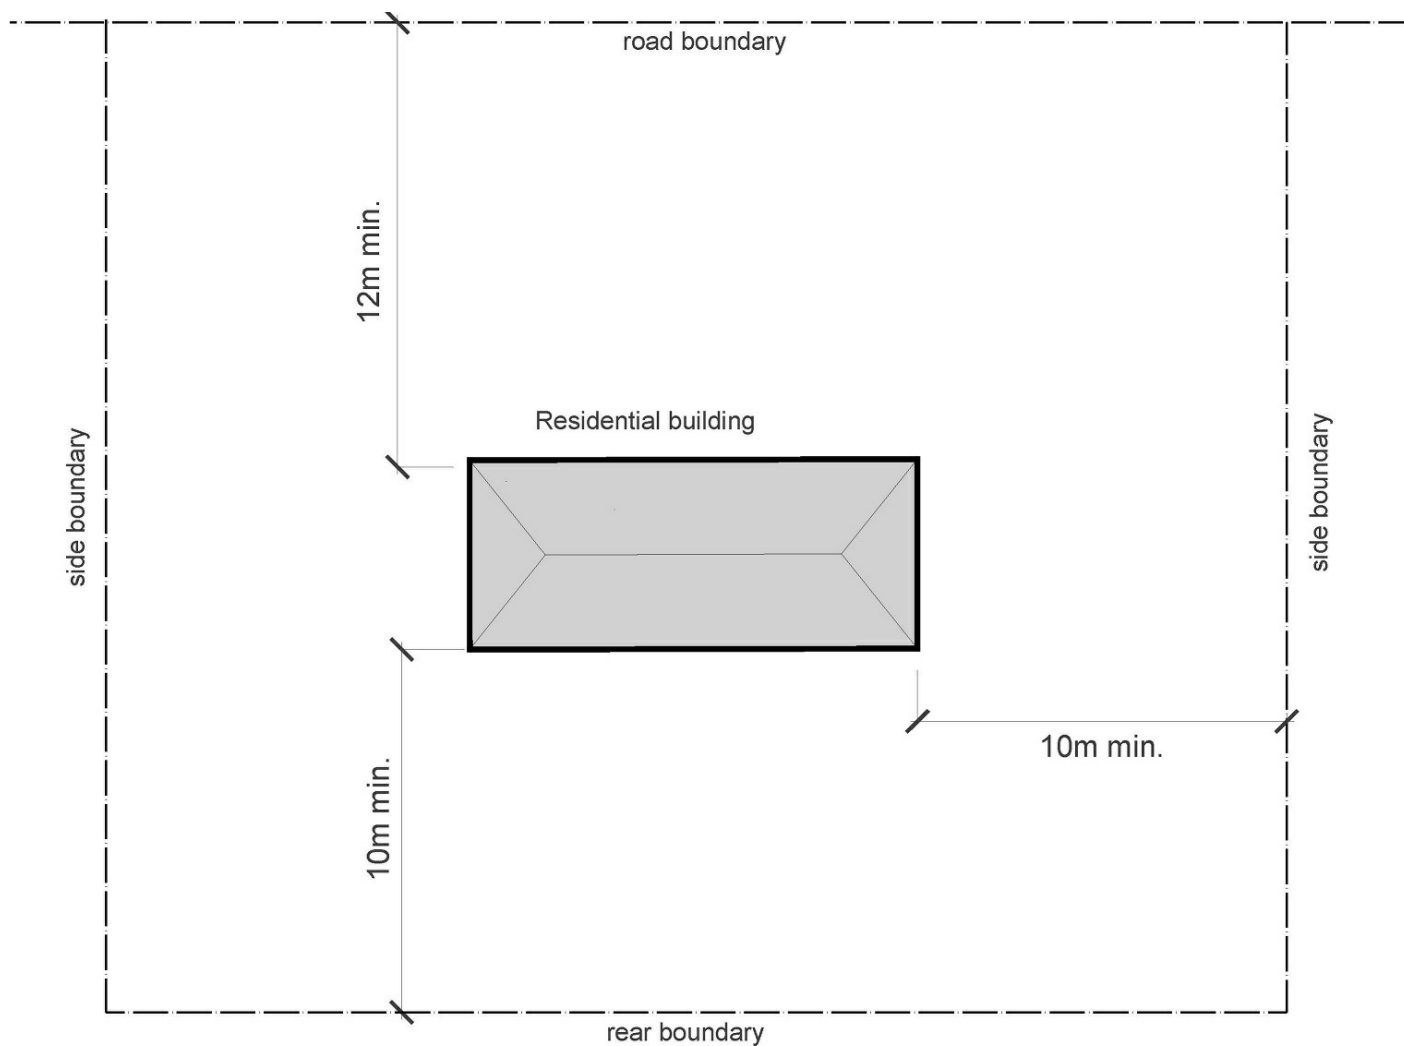 road boundary
12m min.
Residential building
side boundary
side boundary
10m min.
10m min.
rear boundary